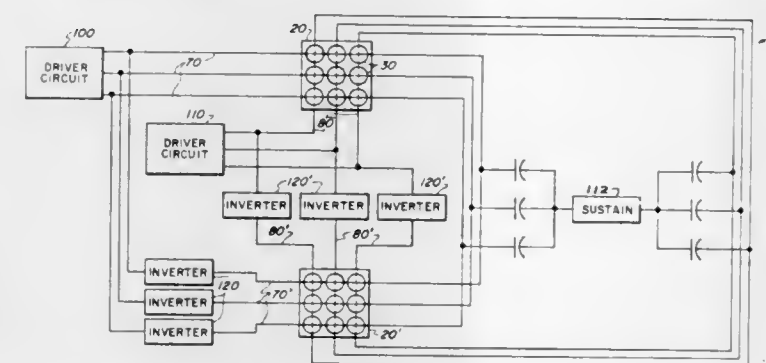 100
DRIVER
CIRCUIT
70
20
30
80'
110
DRIVER
CIRCUIT
120'
120'
INVERTER
INVERTER
INVERTER
80'
80'
80'
112
SUSTAIN
INVERTER
INVERTER
INVERTER
120
70'
20'